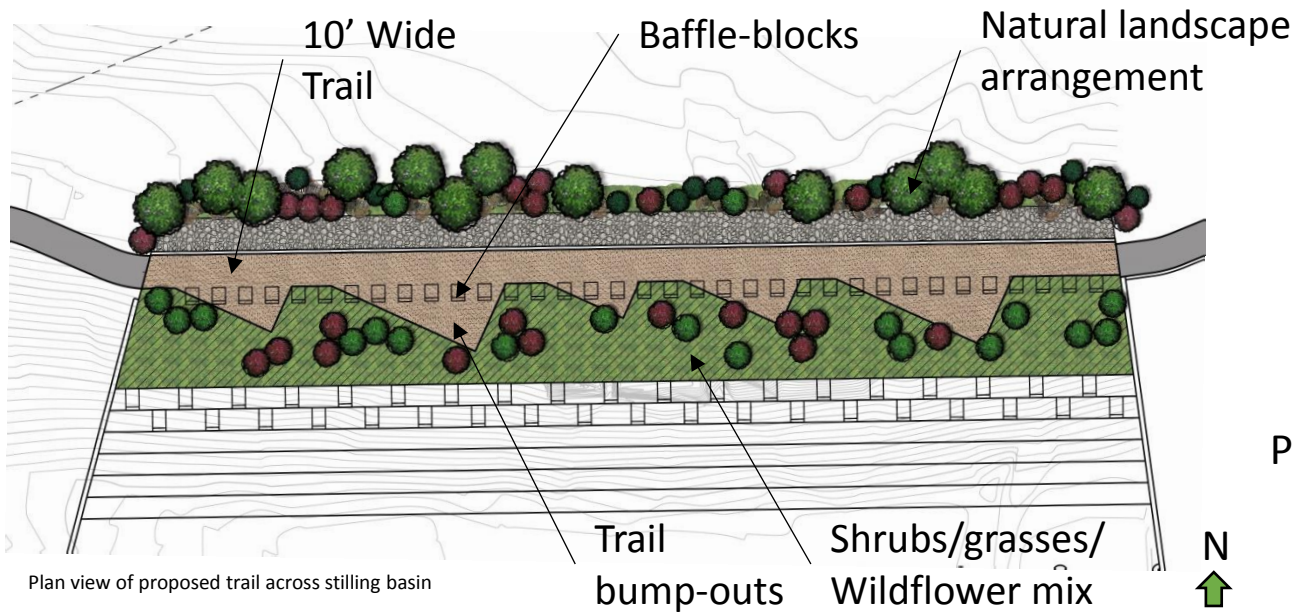 10’ Wide
Trail
Baffle-blocks
Natural landscape
arrangement
P
Trail
bump-outs
Shrubs/grasses/
Wildflower mix
N
Plan view of proposed trail across stilling basin